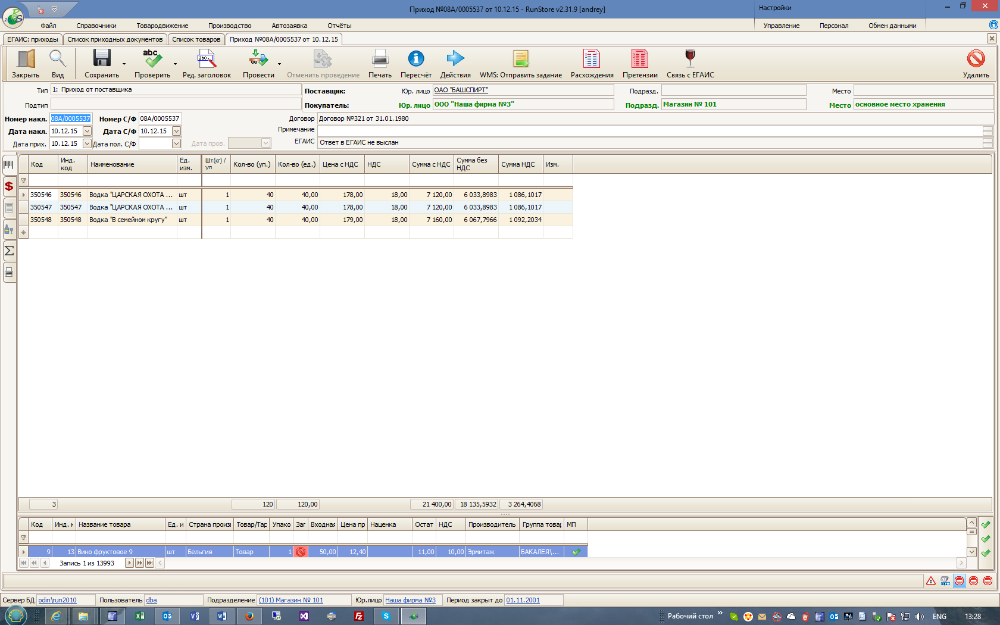 Приход №08А/0005537 от 10.12.15 - RunStore v2.31.9 [andrey]
Настройки
Файл Справочники Товародвижение Производство Автозаявка Отчёты Управление Персонал Обмен данными
ЕГАИС: приходы Список приходных документов Список товаров Приход №08А/0005537 от 10.12.15
Закрыть Вид Сохранить Проверить Ред. заголовок Провести Отменить проведение Печать Пересчёт Действия WMS: Отправить задание Расхождения Претензии Связь с ЕГАИС Удалить
Тип 1: Приход от поставщика Поставщик: Юр. лицо ОАО "БАШСПИРТ" Подразд. Место
Подтип Покупатель: Юр. лицо ООО "Наша фирма №3" Подразд. Магазин № 101 Место основное место хранения
Номер накл. 08А/0005537 Номер С/Ф 08А/0005537 Договор Договор №321 от 31.01.1980
Дата накл. 10.12.15 Дата С/Ф 10.12.15 Примечание
Дата прих. 10.12.15 Дата пол. С/Ф Дата пров. ЕГАИС Ответ в ЕГАИС не выслан
Код Инд. код Наименование Ед. изм. Шт(кг) / уп Кол-во (уп.) Кол-во (ед.) Цена с НДС НДС Сумма с НДС Сумма без НДС Сумма НДС Изм.
350546 350546 Водка "ЦАРСКАЯ ОХОТА ... шт 1 40 40,00 178,00 18,00 7 120,00 6 033,8983 1 086,1017
350547 350547 Водка "ЦАРСКАЯ ОХОТА ... шт 1 40 40,00 178,00 18,00 7 120,00 6 033,8983 1 086,1017
350548 350548 Водка "В семейном кругу" шт 1 40 40,00 179,00 18,00 7 160,00 6 067,7966 1 092,2034
3 120 120,00 21 400,00 18 135,5932 3 264,4068
Код Инд. к Название товара Ед. и Страна произ Товар/Тар Упако Заг Входная Цена пр Наценка Остат НДС Производитель Группа товар МП
9 13 Вино фруктовое 9 шт Бельгия Товар 1 50,00 12,40 11,00 10,00 Эрмитаж БАКАЛЕЯ\...
Запись 1 из 13993
Сервер БД odin\run2010 Пользователь dba Подразделение (101) Магазин № 101 Юр.лицо Наша фирма №3 Период закрыт до 01.11.2001
Рабочий стол » ENG 13:28